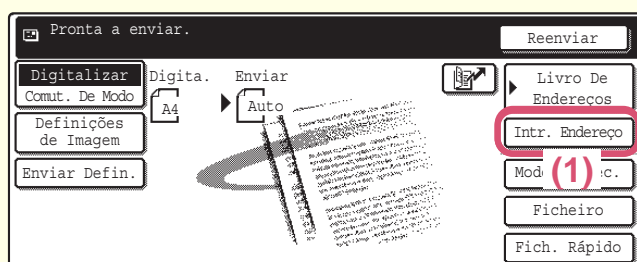 Pronta a enviar.
Reenviar
Digitalizar
Comut. De Modo
Digita.
Enviar
A4
Auto
Livro De
Endereços
Definições
de Imagem
Intr. Endereço
Enviar Defin.
(1)
Ficheiro
Fich. Rápido